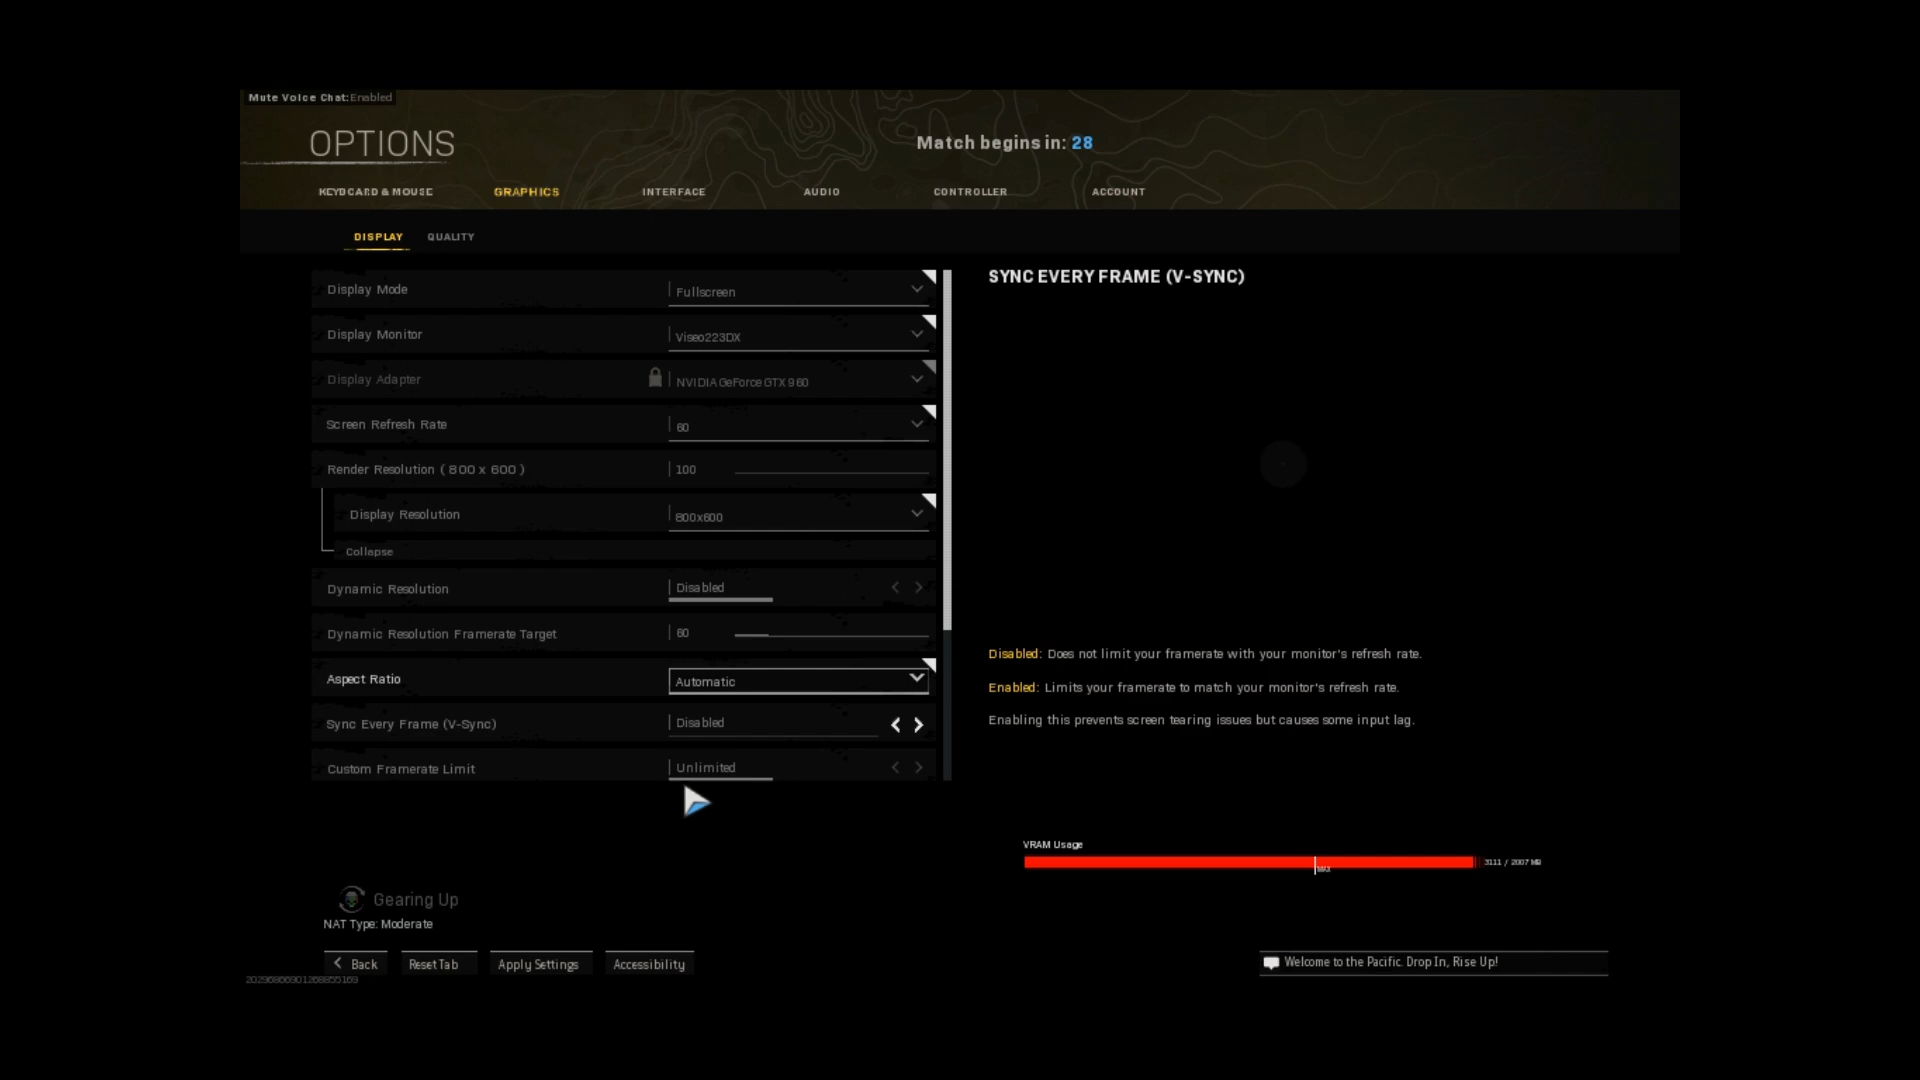 Mute Voice Chat:Enabled
OPTIONS
Match begins in: 28
KEYBOARD & MOUSE
GRAPHICS
INTERFACE
AUDIO
CONTROLLER
ACCOUNT
DISPLAY
QUALITY
Display Mode
Fullscreen
Display Monitor
Viseo223DX
Display Adapter
NVIDIA GeForce GTX 960
Screen Refresh Rate
60
Render Resolution ( 800 x 600 )
100
Display Resolution
800x600
Collapse
Dynamic Resolution
Disabled
Dynamic Resolution Framerate Target
60
Aspect Ratio
Automatic
Sync Every Frame (V-Sync)
Disabled
Custom Framerate Limit
Unlimited
SYNC EVERY FRAME (V-SYNC)
Disabled: Does not limit your framerate with your monitor's refresh rate.
Enabled: Limits your framerate to match your monitor's refresh rate.
Enabling this prevents screen tearing issues but causes some input lag.
VRAM Usage
3111 / 2007 MB
MAX
Gearing Up
NAT Type: Moderate
Back
Reset Tab
Apply Settings
Accessibility
Welcome to the Pacific. Drop In, Rise Up!